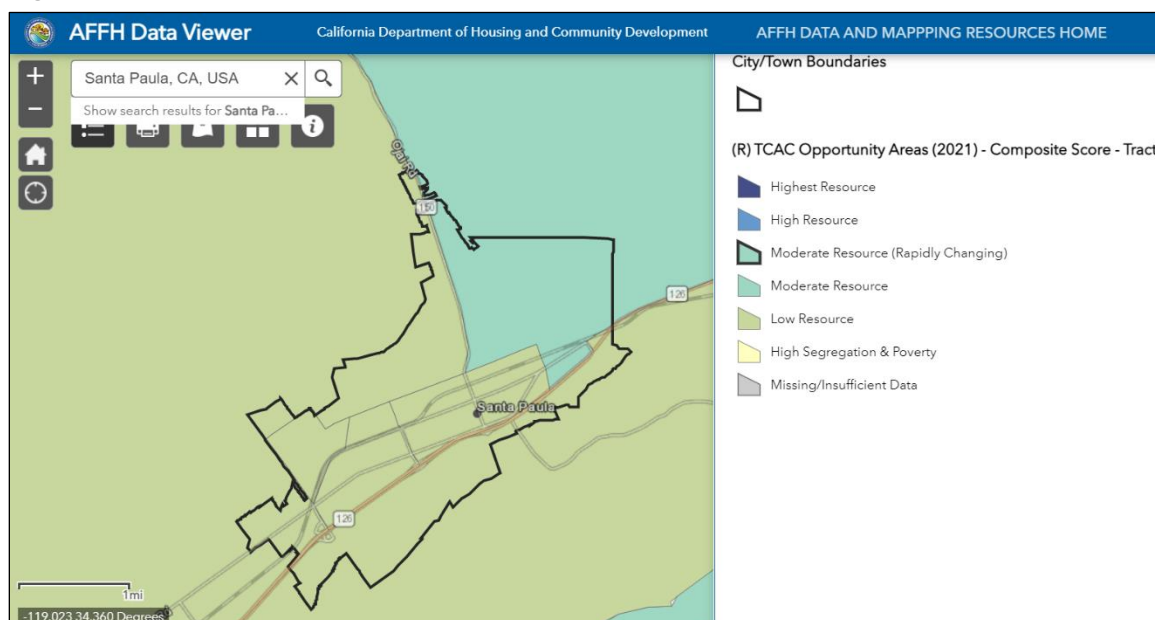 AFFH Data Viewer
California Department of Housing and Community Development
AFFH DATA AND MAPPPING RESOURCES HOME
+
Santa Paula, CA, USA
Show search results for Santa Pa...
−
Ojai Rd
150
126
Santa Paula
126
1mi
-119.023 34.360 Degrees
City/Town Boundaries
(R) TCAC Opportunity Areas (2021) - Composite Score - Tract
Highest Resource
High Resource
Moderate Resource (Rapidly Changing)
Moderate Resource
Low Resource
High Segregation & Poverty
Missing/Insufficient Data